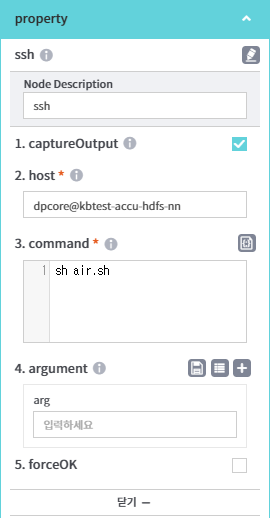 property
ssh
Node Description
ssh
1. captureOutput
2. host *
dpcore@kbtest-accu-hdfs-nn
3. command *
1 sh air.sh
4. argument
arg
입력하세요
5. forceOK
닫기 −